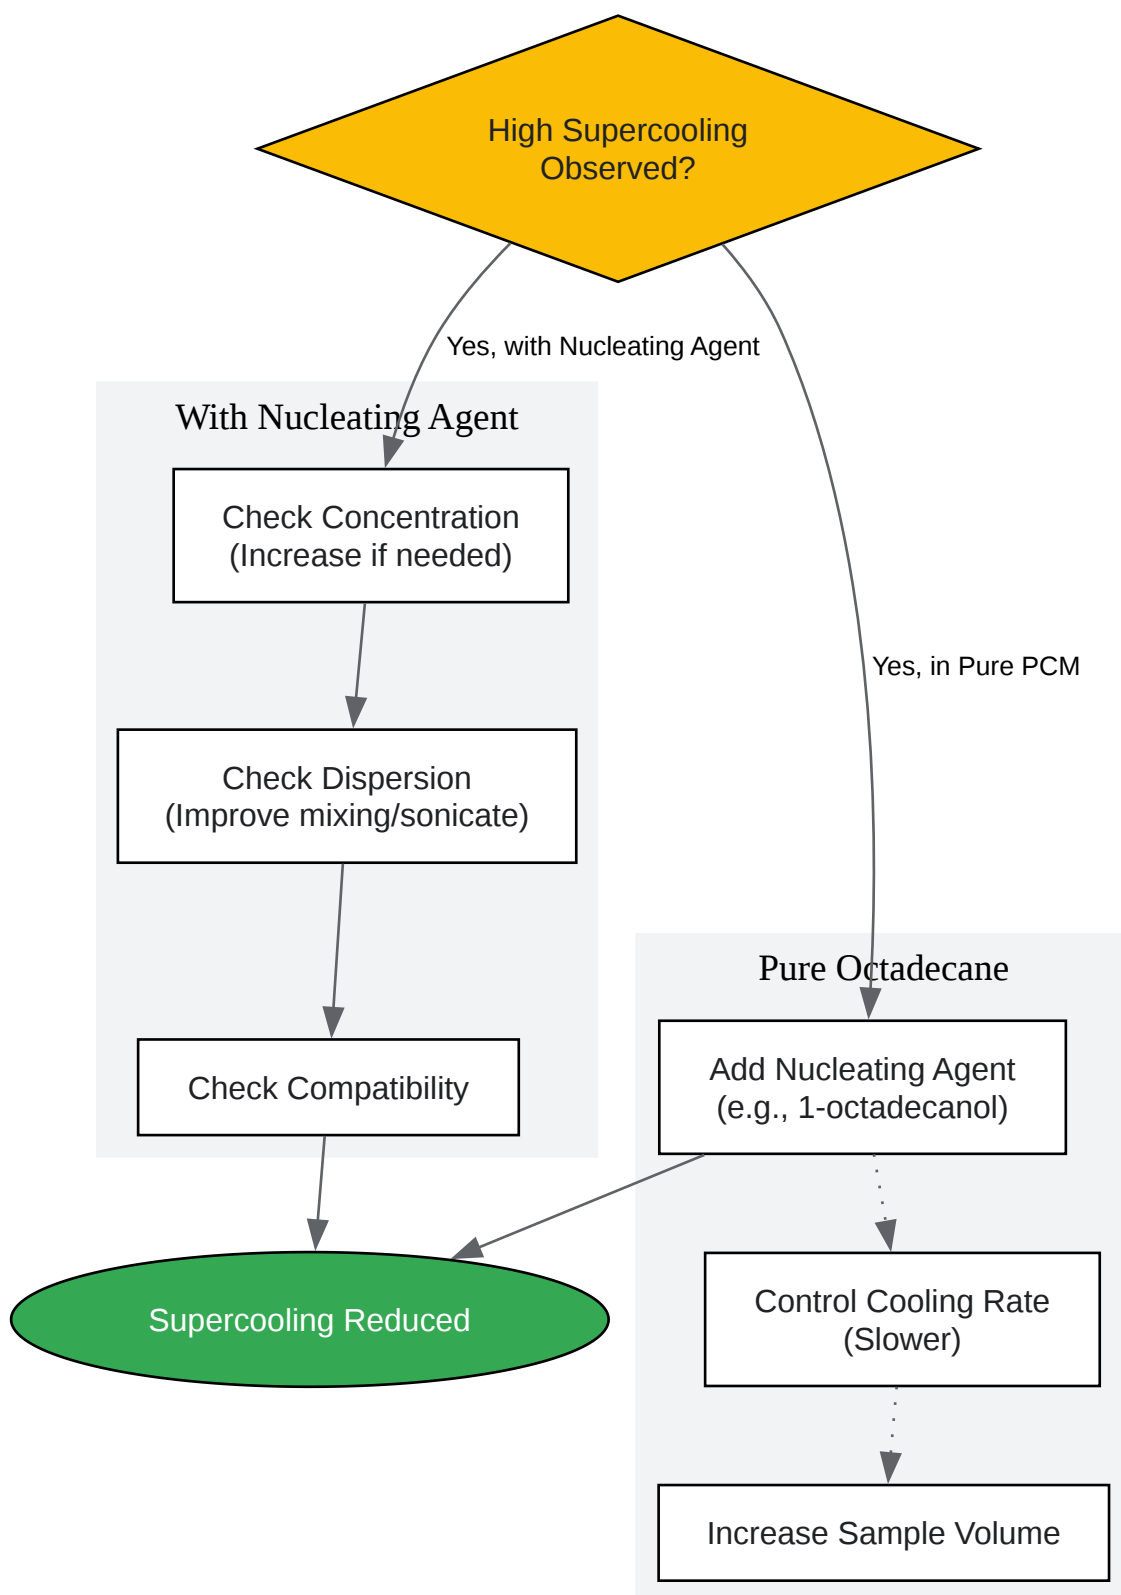 High Supercooling
Observed?
Yes, with Nucleating Agent
With Nucleating Agent
Check Concentration
(Increase if needed)
Yes, in Pure PCM
Check Dispersion
(Improve mixing/sonicate)
Pure Octadecane
Check Compatibility
Add Nucleating Agent
(e.g., 1-octadecanol)
Supercooling Reduced
Control Cooling Rate
(Slower)
Increase Sample Volume